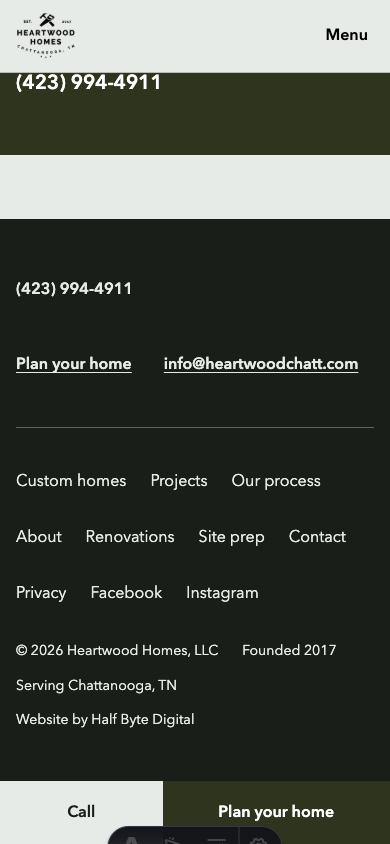 EST. 2017
HEARTWOOD
HOMES
CHATTANOOGA, TN
Menu
(423) 994-4911
(423) 994-4911
Plan your home info@heartwoodchatt.com
Custom homes Projects Our process
About Renovations Site prep Contact
Privacy Facebook Instagram
© 2026 Heartwood Homes, LLC Founded 2017
Serving Chattanooga, TN
Website by Half Byte Digital
Call Plan your home